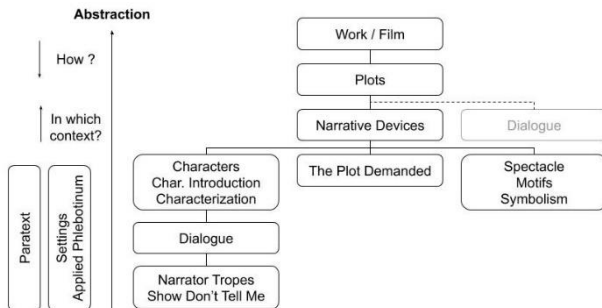 Abstraction
How ?
In which
context?
Paratext
Settings
Applied Phlebotinum
Work / Film
Plots
Narrative Devices
Dialogue
Characters
Char. Introduction
Characterization
The Plot Demanded
Spectacle
Motifs
Symbolism
Dialogue
Narrator Tropes
Show Don't Tell Me